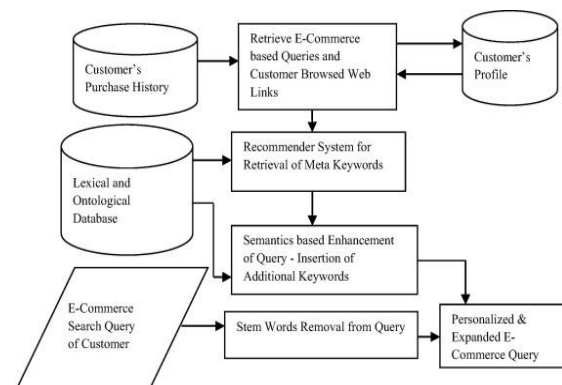 Customer's
Purchase History
Retrieve E-Commerce
based Queries and
Customer Browsed Web
Links
Customer's
Profile
Lexical and
Ontological
Database
Recommender System for
Retrieval of Meta Keywords
Semantics based Enhancement
of Query - Insertion of
Additional Keywords
E-Commerce
Search Query
of Customer
Stem Words Removal from Query
Personalized &
Expanded E-
Commerce Query